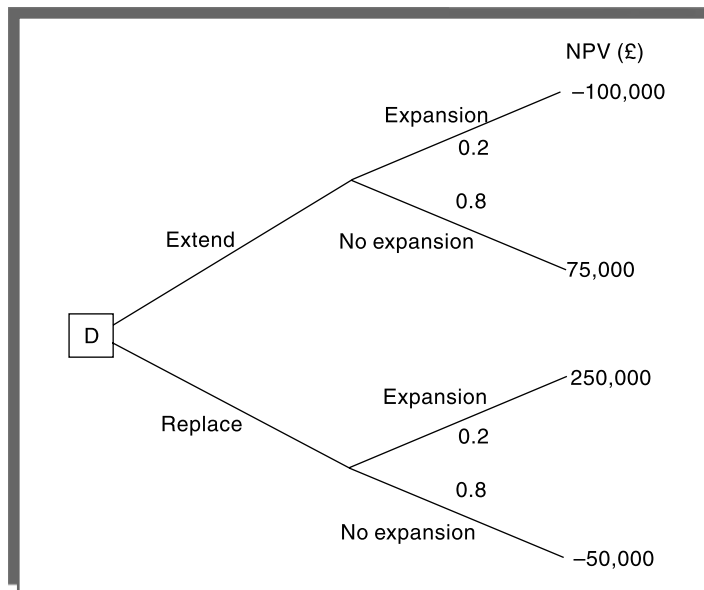 NPV (£)
–100,000
Expansion
0.2
0.8
Extend
No expansion
75,000
D
250,000
Expansion
Replace
0.2
0.8
No expansion
–50,000